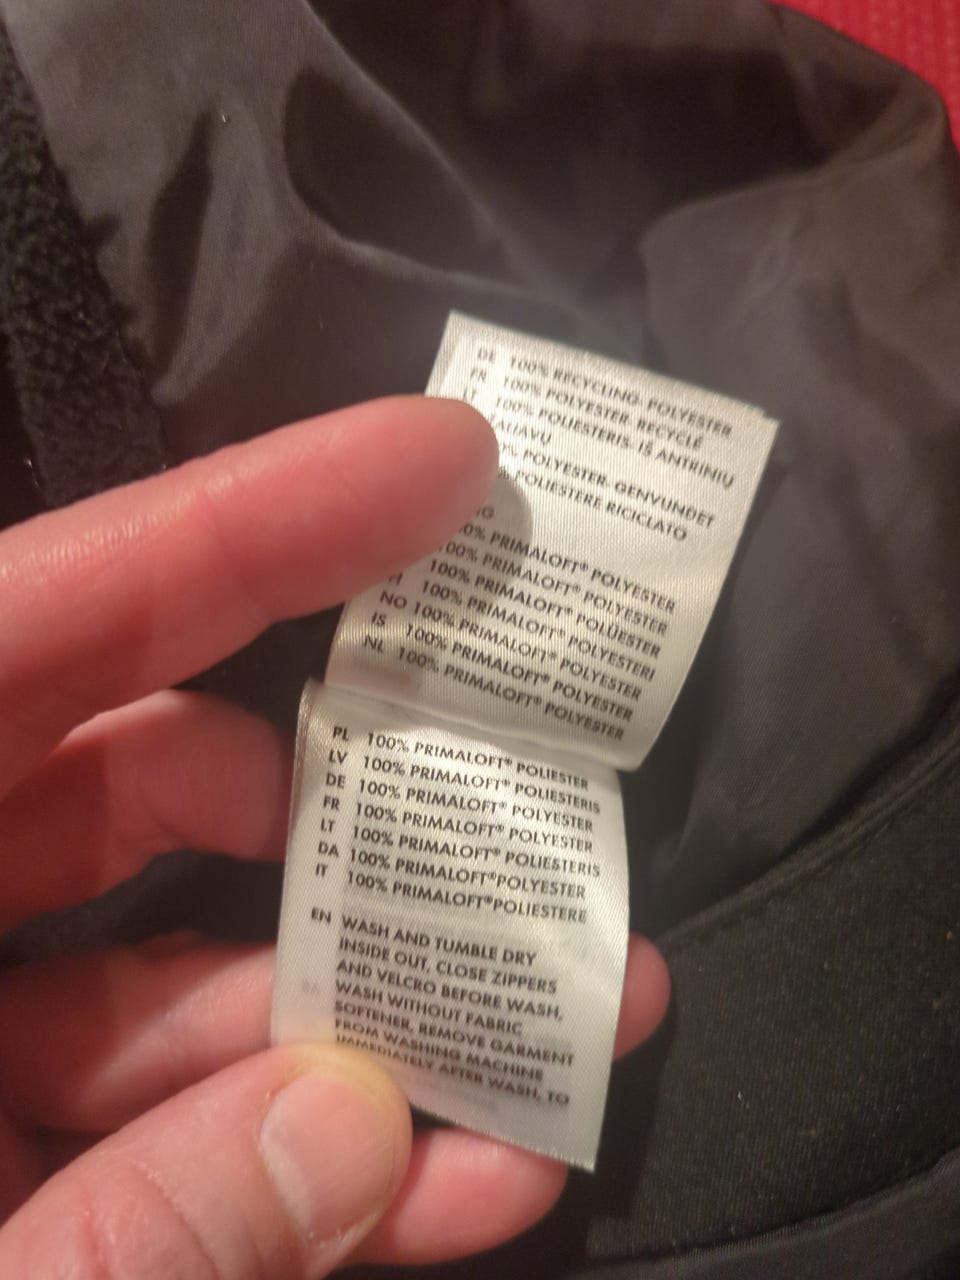 DE 100% RECYCLING- POLYESTER
FR 100% POLYESTER, RECYCLÉ
100% POLIESTERIS- IŠ ANTRINIŲ
POLYESTER. GENVUNDET
POLIESTERE RICICLATO
PRIMALOFT® POLYESTER
100% PRIMALOFT® POLYESTER
100% PRIMALOFT® POLÜESTER
100% PRIMALOFT® POLYESTERI
NO 100% PRIMALOFT® POLYESTER
IS 100% PRIMALOFT® POLYESTER
NL 100% PRIMALOFT® POLYESTER
PL 100% PRIMALOFT® POLIESTER
LV 100% PRIMALOFT® POLIESTERIS
DE 100% PRIMALOFT® POLYESTER
FR 100% PRIMALOFT® POLYESTER
LT 100% PRIMALOFT® POLIESTERIS
DA 100% PRIMALOFT®POLYESTER
IT 100% PRIMALOFT®POLIESTERE
EN WASH AND TUMBLE DRY
INSIDE OUT, CLOSE ZIPPERS
AND VELCRO BEFORE WASH,
WASH WITHOUT FABRIC
SOFTENER, REMOVE GARMENT
FROM WASHING MACHINE
IMMEDIATELY AFTER WASH, TO